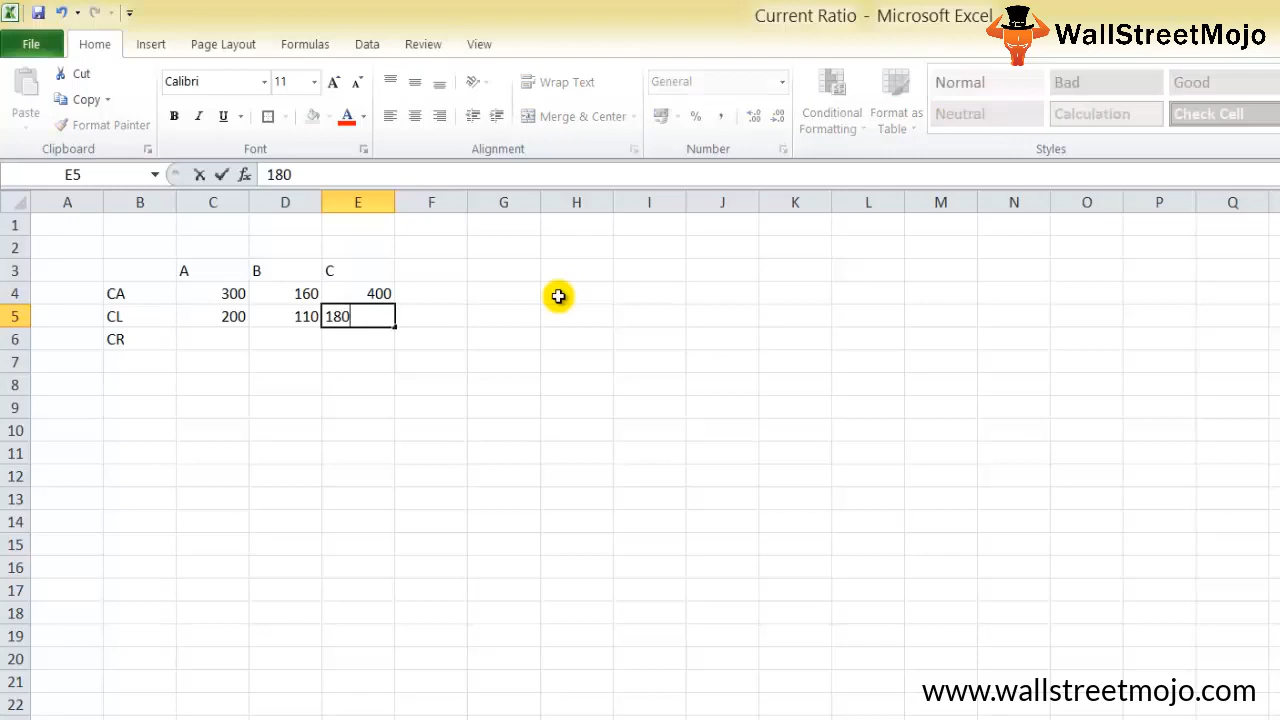 Current Ratio - Microsoft Excel
WallStreetMojo
File Home Insert Page Layout Formulas Data Review View
Cut
Copy
Format Painter
Paste
Calibri 11
B I U
Wrap Text
Merge & Center
General
%
Conditional Formatting
Format as Table
Normal Bad Good
Neutral Calculation Check Cell
Clipboard Font Alignment Number Styles
E5 fx 180
A B C D E F G H I J K L M N O P Q
1
2
3 A B C
4 CA 300 160 400
5 CL 200 110 180
6 CR
7
8
9
10
11
12
13
14
15
16
17
18
19
20
21
22
www.wallstreetmojo.com